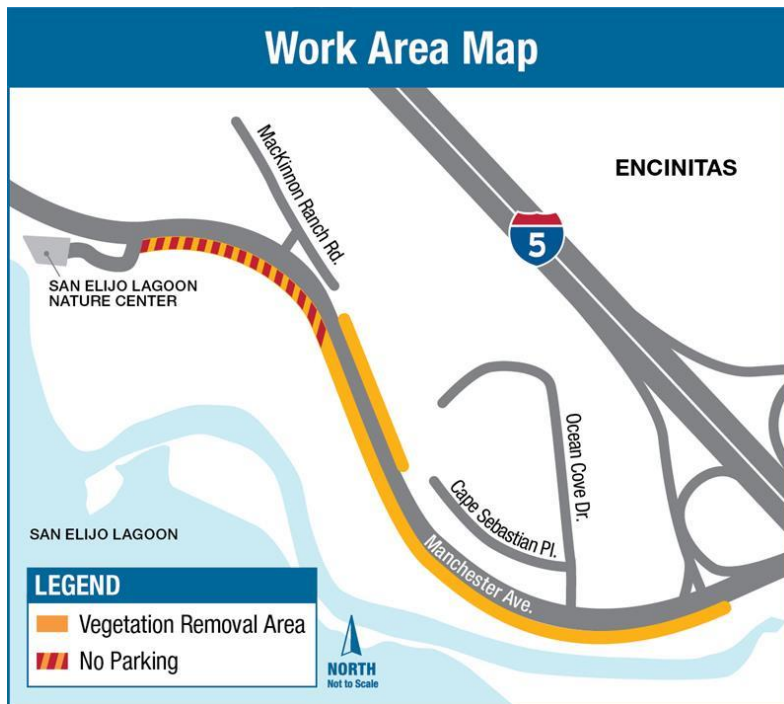 Work Area Map
MacKinnon Ranch Rd.
ENCINITAS
5
SAN ELIJO LAGOON
NATURE CENTER
Ocean Cove Dr.
Cape Sebastian Pl.
Manchester Ave.
SAN ELIJO LAGOON
LEGEND
Vegetation Removal Area
No Parking
NORTH
Not to Scale